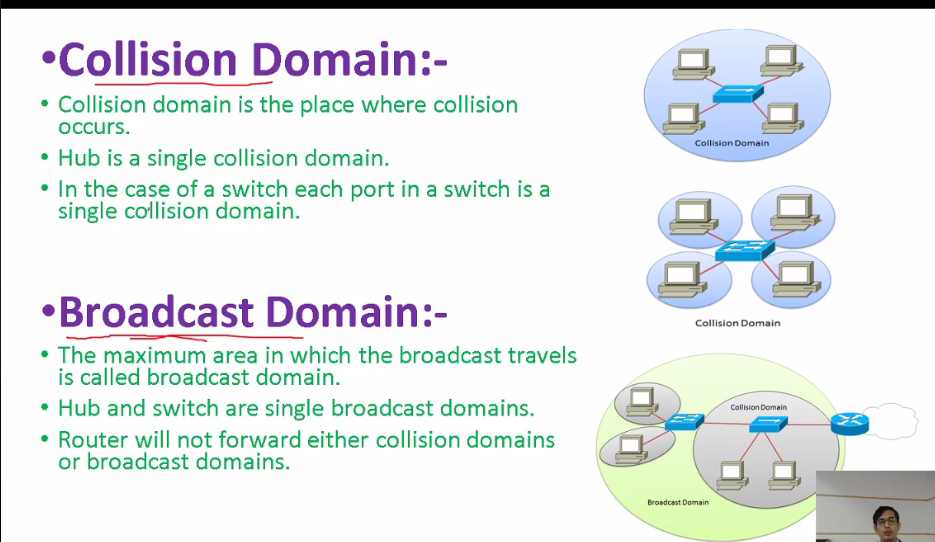 •Collision Domain:-
• Collision domain is the place where collision
occurs.
• Hub is a single collision domain.
• In the case of a switch each port in a switch is a
single collision domain.
Collision Domain
Collision Domain
•Broadcast Domain:-
• The maximum area in which the broadcast travels
is called broadcast domain.
• Hub and switch are single broadcast domains.
• Router will not forward either collision domains
or broadcast domains.
Collision Domain
Broadcast Domain